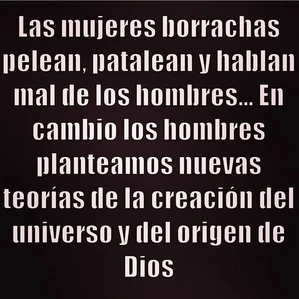 Las mujeres borrachas
pelean, patalean y hablan
mal de los hombres... En
cambio los hombres
planteamos nuevas
teorías de la creación del
universo y del origen de
Dios